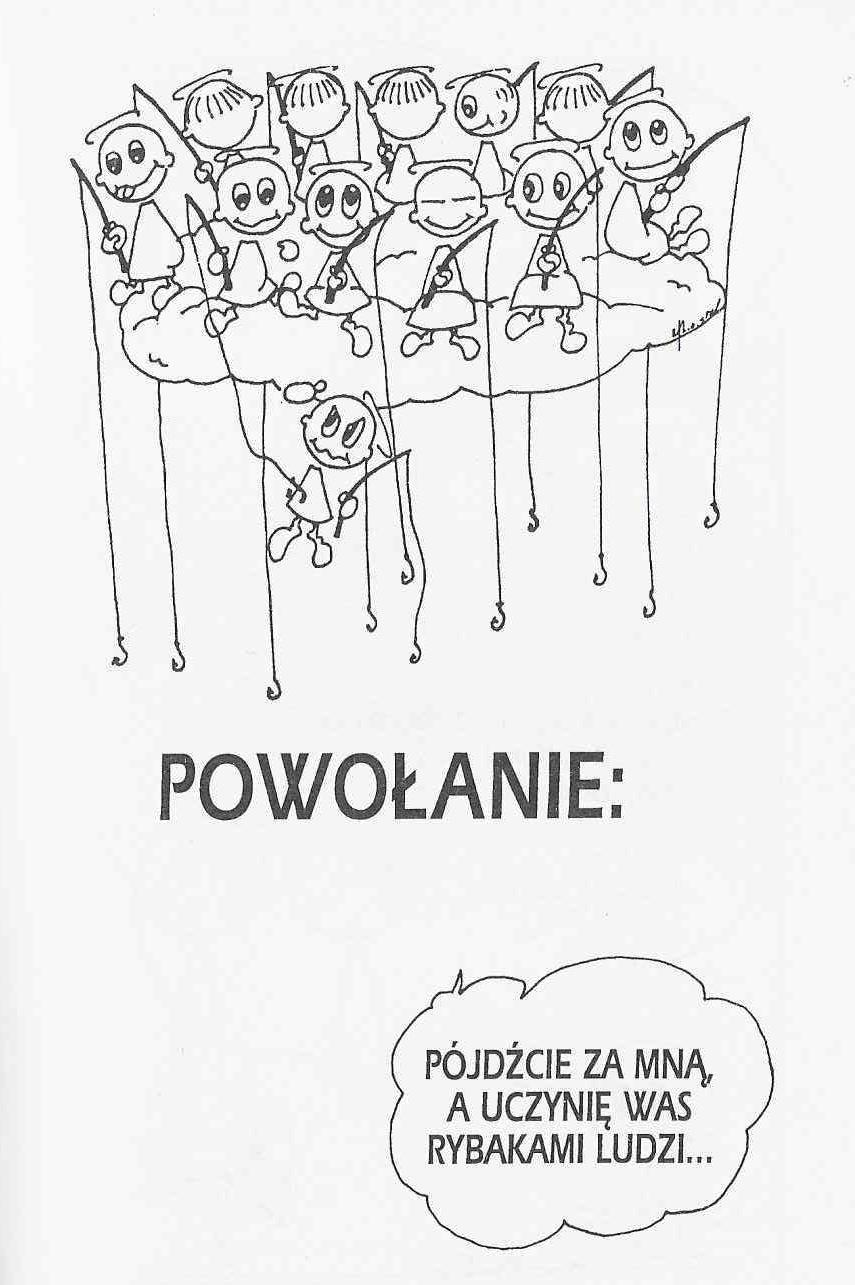 POWOŁANIE:
PÓJDŹCIE ZA MNĄ,
A UCZYNIĘ WAS
RYBAKAMI LUDZI...